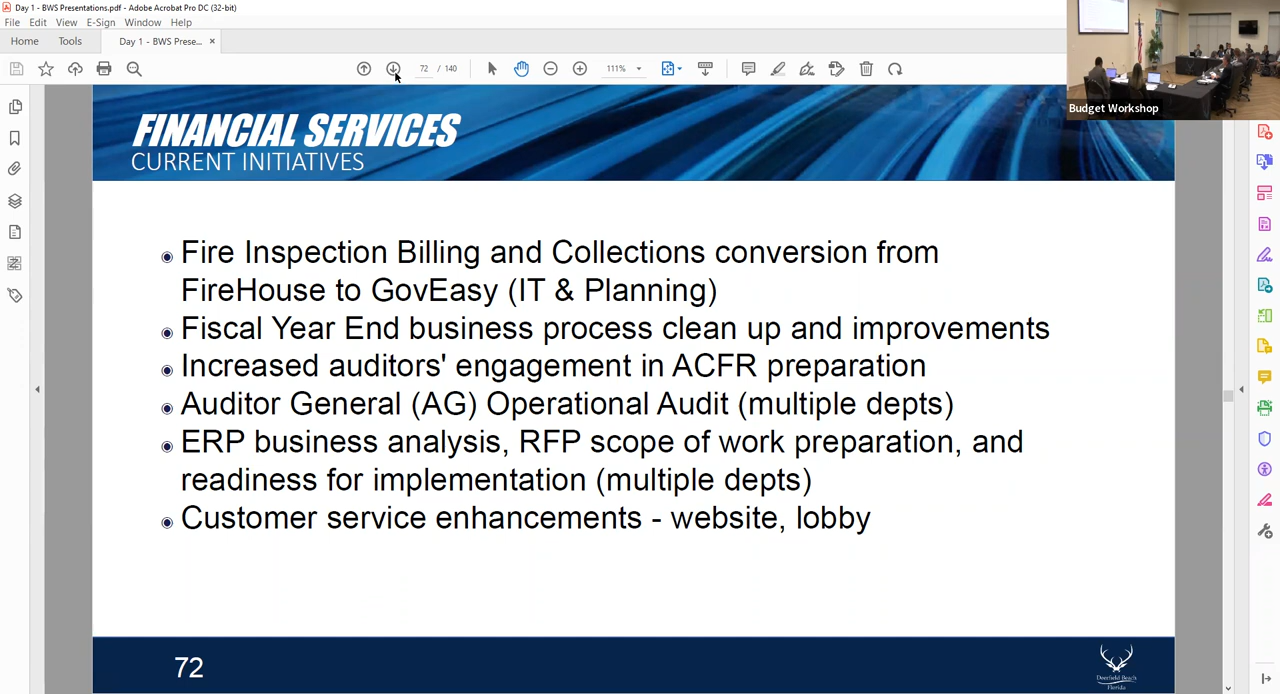 Day 1 - BWS Presentations.pdf - Adobe Acrobat Pro DC (32-bit)
File Edit View E-Sign Window Help
Home Tools Day 1 - BWS Prese... ×
72 / 140 111%
Budget Workshop
FINANCIAL SERVICES
CURRENT INITIATIVES
Fire Inspection Billing and Collections conversion from
FireHouse to GovEasy (IT & Planning)
Fiscal Year End business process clean up and improvements
Increased auditors' engagement in ACFR preparation
Auditor General (AG) Operational Audit (multiple depts)
ERP business analysis, RFP scope of work preparation, and
readiness for implementation (multiple depts)
Customer service enhancements - website, lobby
72
Deerfield Beach
Florida